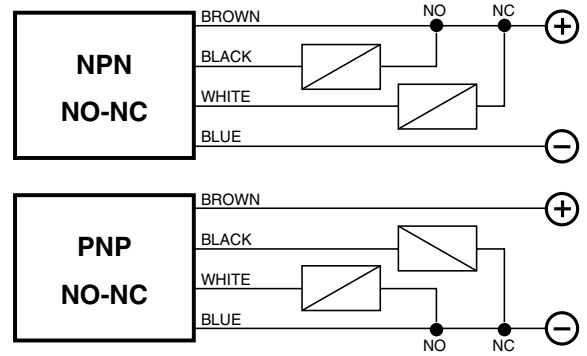 BROWN
NO
NC
+
NPN
NO-NC
BLACK
WHITE
BLUE
−
BROWN
+
PNP
NO-NC
BLACK
WHITE
BLUE
−
NO
NC